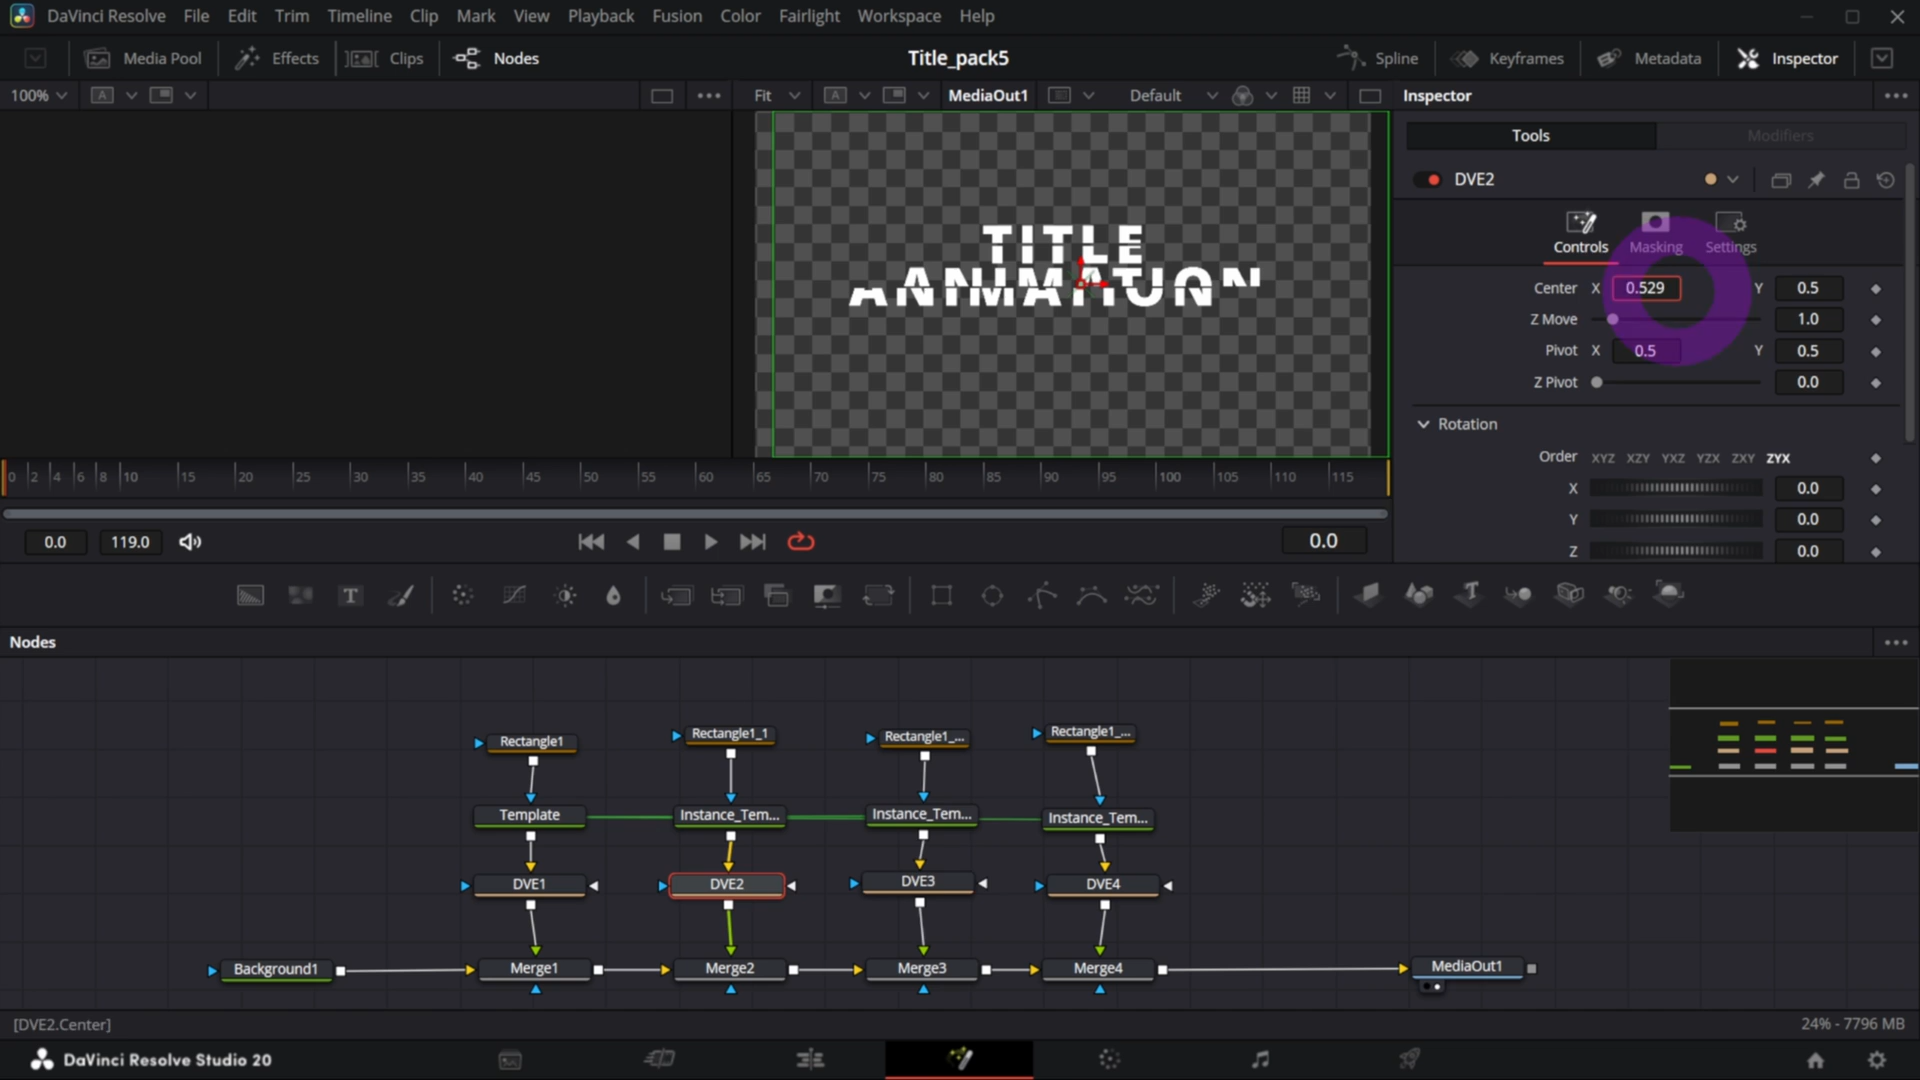 DaVinci Resolve File Edit Trim Timeline Clip Mark View Playback Fusion Color Fairlight Workspace Help
Media Pool Effects Clips Nodes Title_pack5 Spline Keyframes Metadata Inspector
100% A Fit A MediaOut1 Default Inspector
Tools Modifiers
DVE2
Controls Masking Settings
TITLE
ANIMATION
Center X 0.529 Y 0.5
Z Move 1.0
Pivot X 0.5 Y 0.5
Z Pivot 0.0
Rotation
Order XYZ XZY YXZ YZX ZXY ZYX
0 2 4 6 8 10 15 20 25 30 35 40 45 50 55 60 65 70 75 80 85 90 95 100 105 110 115
X 0.0
Y 0.0
Z 0.0
0.0 119.0 0.0
T T
Nodes
Rectangle1 Rectangle1_1 Rectangle1_... Rectangle1_...
Template Instance_Tem... Instance_Tem... Instance_Tem...
DVE1 DVE2 DVE3 DVE4
Background1 Merge1 Merge2 Merge3 Merge4 MediaOut1
[DVE2.Center] 24% - 7796 MB
DaVinci Resolve Studio 20